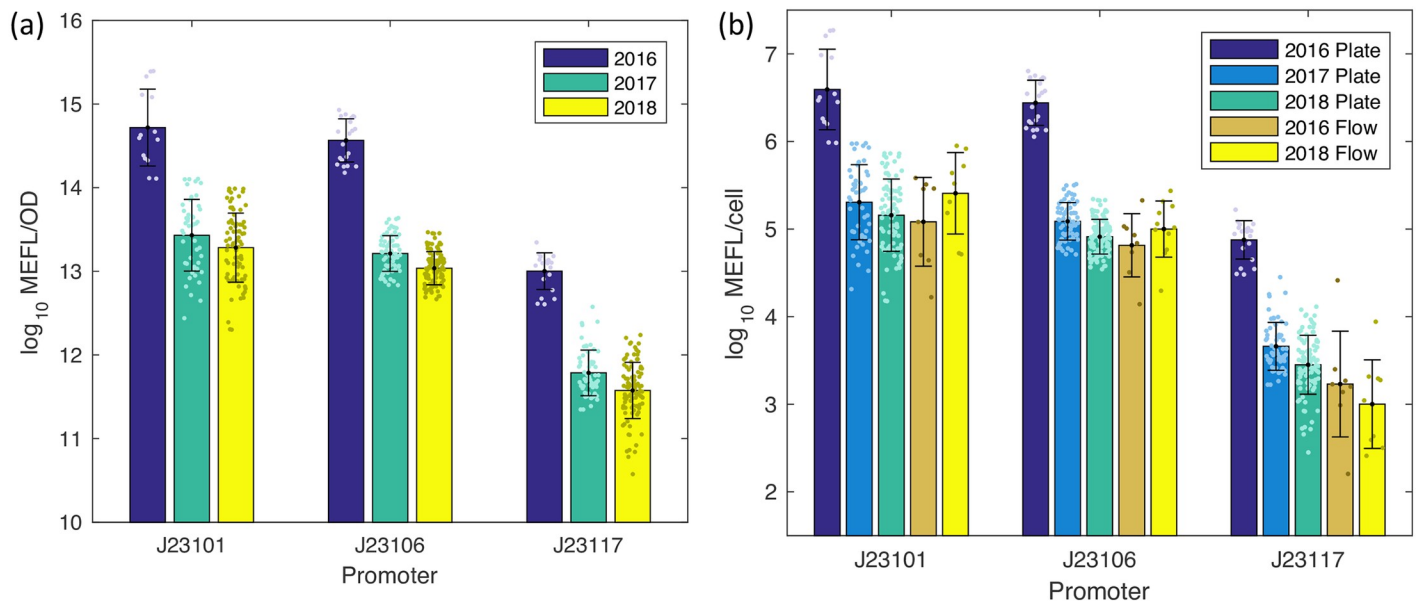 (a)
16
15
14
13
12
11
10
log10 MEFL/OD
2016
2017
2018
J23101 J23106 J23117
Promoter
(b)
7
6
5
4
3
2
log10 MEFL/cell
2016 Plate
2017 Plate
2018 Plate
2016 Flow
2018 Flow
J23101 J23106 J23117
Promoter